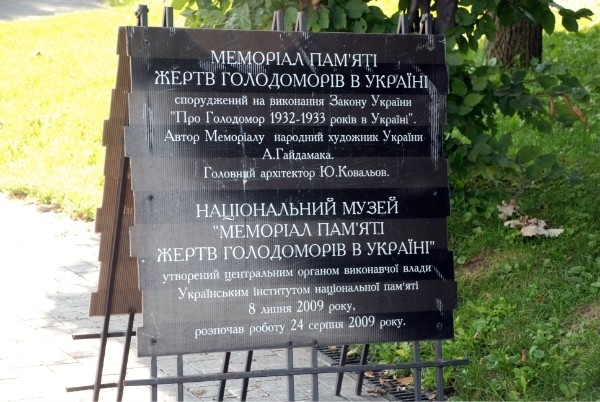 МЕМОРІАЛ ПАМ'ЯТІ
ЖЕРТВ ГОЛОДОМОРІВ В УКРАЇНІ
споруджений на виконання Закону України
"Про Голодомор 1932-1933 років в Україні".
Автор Меморіалу народний художник України
А.Гайдамака.
Головний архітектор Ю.Ковальов.
НАЦІОНАЛЬНИЙ МУЗЕЙ
"МЕМОРІАЛ ПАМ'ЯТІ
ЖЕРТВ ГОЛОДОМОРІВ В УКРАЇНІ"
утворений центральним органом виконавчої влади
Українським інститутом національної пам'яті
8 липня 2009 року,
розпочав роботу 24 серпня 2009 року.